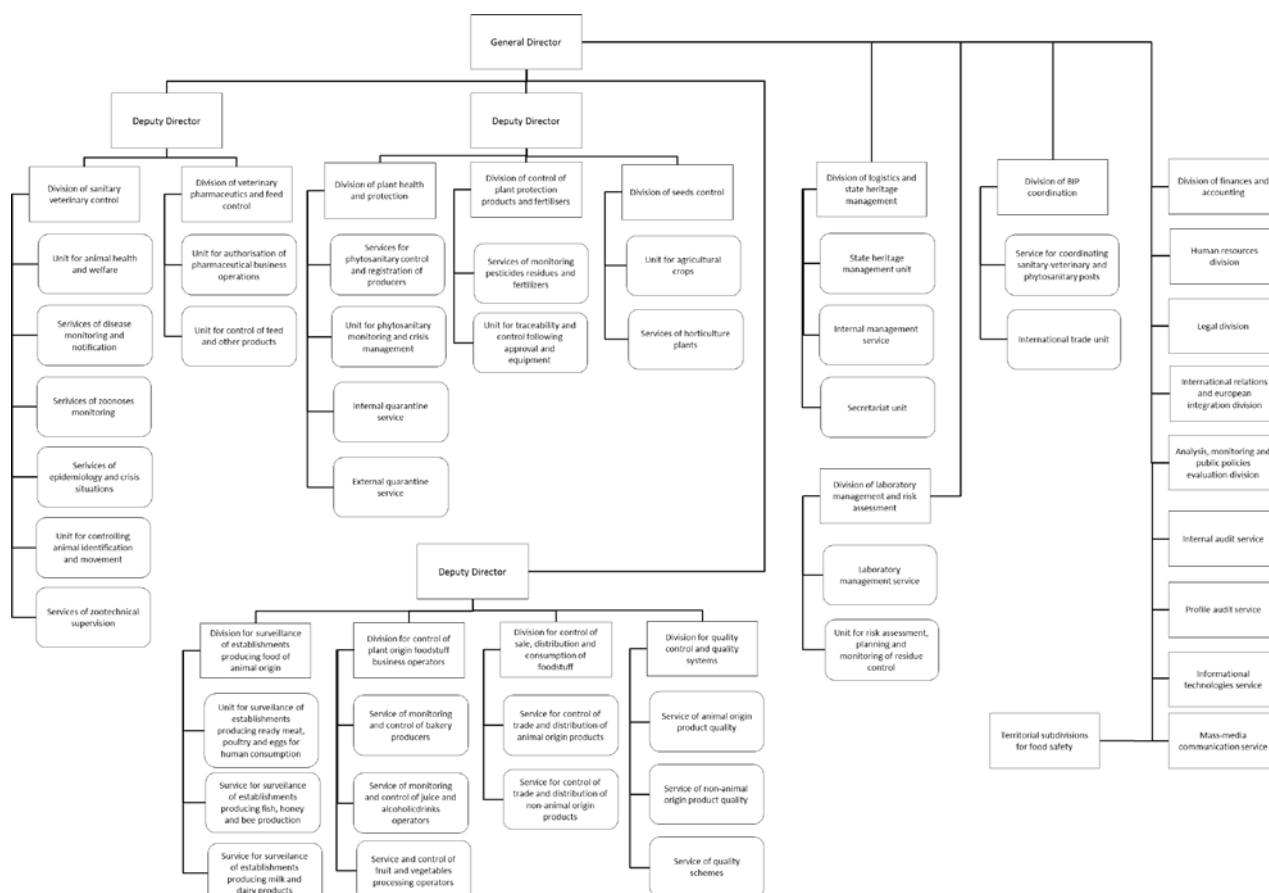 General Director
Deputy Director
Deputy Director
Division of sanitary
veterinary control
Division of veterinary
pharmaceutics and feed
control
Division of plant health
and protection
Division of control of
plant protection
products and fertilisers
Division of seeds control
Division of logistics and
state heritage
management
Division of BIP
coordination
Division of finances and
accounting
Unit for animal health
and welfare
Unit for authorisation of
pharmaceutical business
operations
Services for
phytosanitary control
and registration of
producers
Services of monitoring
pesticides residues and
fertilizers
Unit for agricultural
crops
State heritage
management unit
Service for coordinating
sanitary-veterinary and
phytosanitary posts
Human resources
division
Serivices of disease
monitoring and
notification
Unit for control of feed
and other products
Unit for phytosanitary
monitoring and crisis
management
Unit for traceability and
control following
approval and
equipment
Services of horticulture
plants
Internal management
service
International trade unit
Legal division
Serivices of zoonoses
monitoring
Internal quarantine
service
Secretariat unit
International relations
and european
integration division
Serivices of
epidemiology and crisis
situations
External quarantine
service
Division of laboratory
management and risk
assessment
Analysis, monitoring and
public policies
evaluation division
Unit for controlling
animal identification
and movement
Internal audit service
Services of zootechnical
supervision
Deputy Director
Laboratory
management service
Profile audit service
Division for surveillance
of establishments
producing food of
animal origin
Division for control of
plant origin foodstuff
business operators
Division for control of
sale, distribution and
consumption of
foodstuff
Division for quality
control and quality
systems
Unit for risk assessment,
planning and
monitoring of residue
control
Informational
technologies service
Unit for surveilance of
establishments
producing ready meat,
poultry and eggs for
human consumption
Service of monitoring
and control of bakery
producers
Service for control of
trade and distribution of
animal origin products
Service of animal origin
product quality
Territorial subdivisions
for food safety
Mass-media
communication service
Survice for surveilance
of establishments
producing fish, honey
and bee production
Service of monitoring
and control of juice and
alcoholicdrinks
operators
Service for control of
trade and distribution of
non-animal origin
products
Service of non-animal
origin product quality
Survice for surveilance
of establishments
producing milk and
dairy products
Service and control of
fruit and vegetables
processing operators
Service of quality
schemes